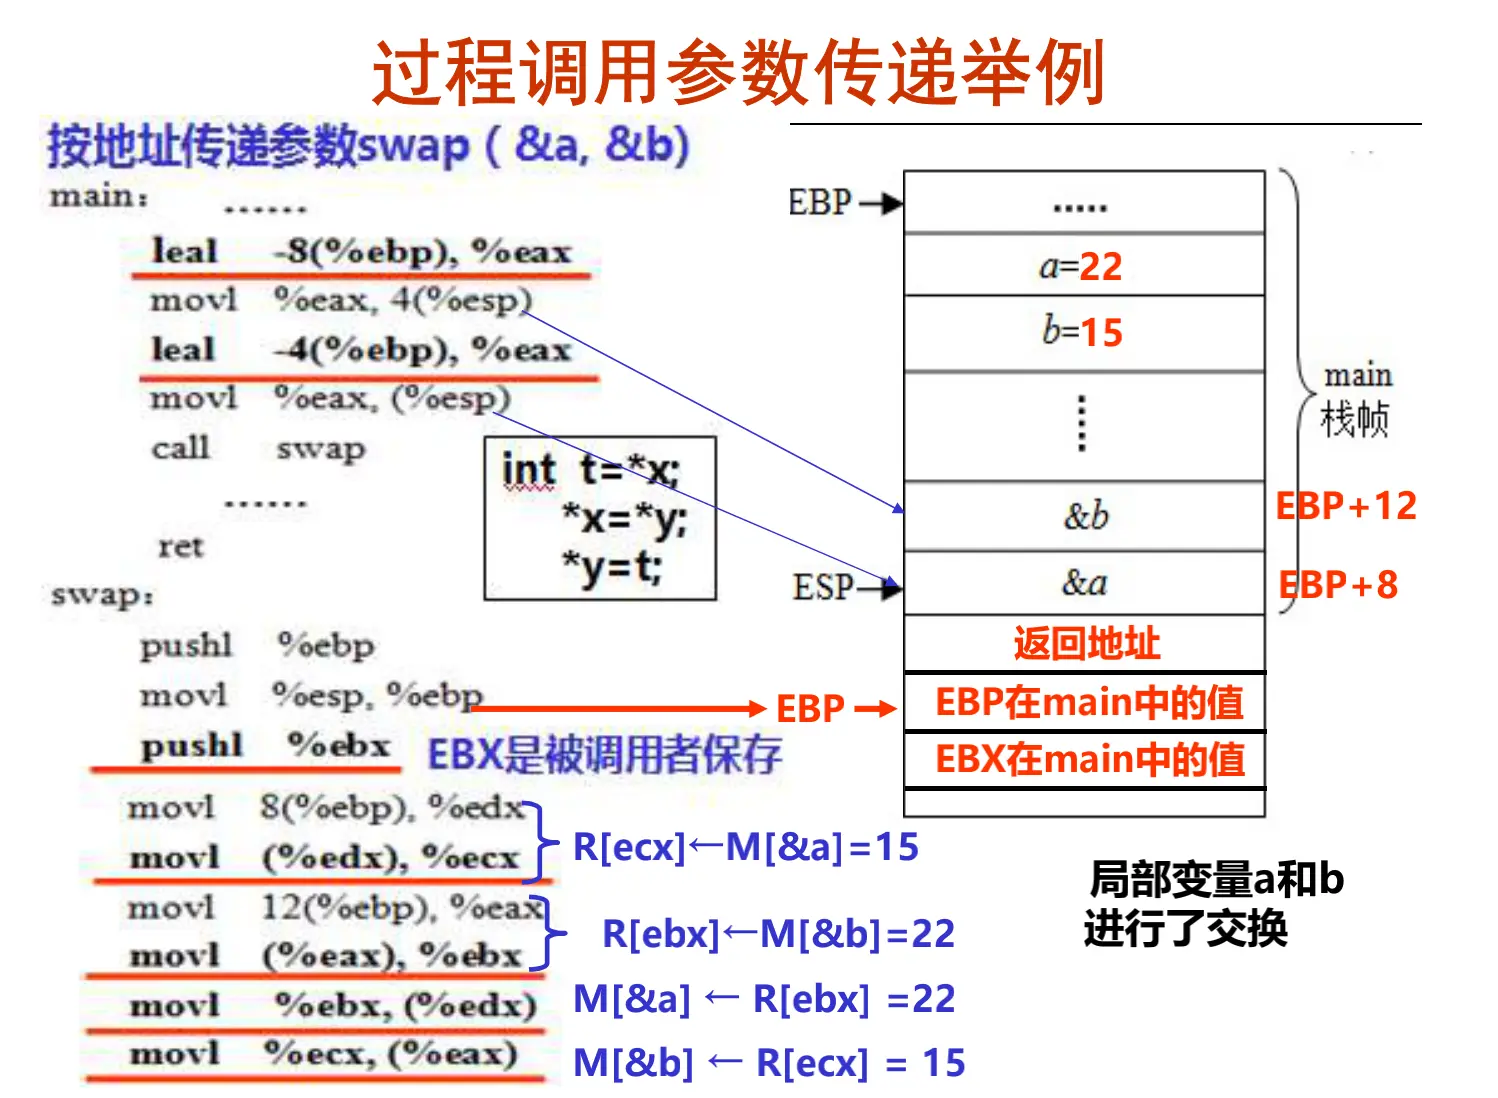 过程调用参数传递举例
按地址传递参数swap ( &a, &b)
main:
……
leal -8(%ebp), %eax
movl %eax, 4(%esp)
leal -4(%ebp), %eax
movl %eax, (%esp)
call swap
……
ret
swap:
pushl %ebp
movl %esp, %ebp
pushl %ebx
EBX是被调用者保存
movl 8(%ebp), %edx
movl (%edx), %ecx
R[ecx]←M[&a]=15
movl 12(%ebp), %eax
movl (%eax), %ebx
R[ebx]←M[&b]=22
movl %ebx, (%edx)
M[&a] ← R[ebx] =22
movl %ecx, (%eax)
M[&b] ← R[ecx] = 15
int t=*x;
*x=*y;
*y=t;
EBP
.....
a=22
b=15
main
栈帧
&b
EBP+12
ESP
&a
EBP+8
返回地址
EBP
EBP在main中的值
EBX在main中的值
局部变量a和b
进行了交换